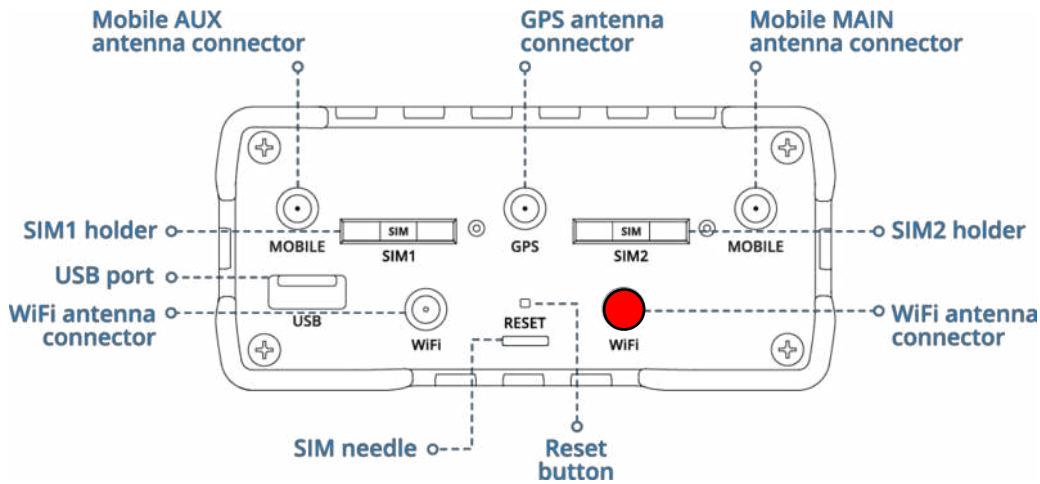 Mobile AUX
antenna connector
GPS antenna
connector
Mobile MAIN
antenna connector
SIM1 holder
SIM
SIM
SIM2 holder
MOBILE
SIM1
GPS
SIM2
MOBILE
USB port
WiFi antenna
connector
USB
WiFi
RESET
WiFi
WiFi antenna
connector
SIM needle
Reset
button